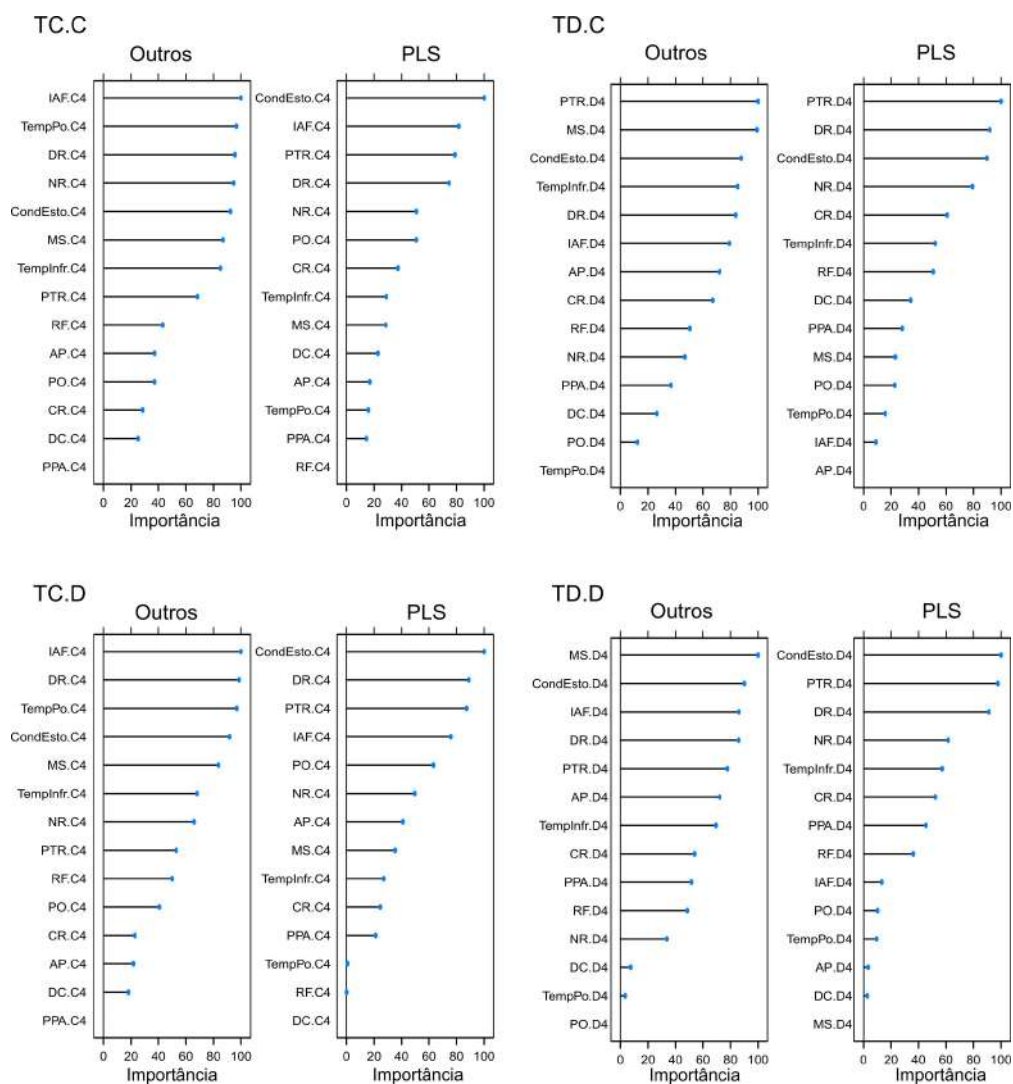 TC.C
Outros
IAF.C4
TempPo.C4
DR.C4
NR.C4
CondEsto.C4
MS.C4
TempInfr.C4
PTR.C4
RF.C4
AP.C4
PO.C4
CR.C4
DC.C4
PPA.C4
0 20 40 60 80 100
Importância
PLS
CondEsto.C4
IAF.C4
PTR.C4
DR.C4
NR.C4
PO.C4
CR.C4
TempInfr.C4
MS.C4
DC.C4
AP.C4
TempPo.C4
PPA.C4
RF.C4
0 20 40 60 80 100
Importância
TD.C
Outros
PTR.D4
MS.D4
CondEsto.D4
TempInfr.D4
DR.D4
IAF.D4
AP.D4
CR.D4
RF.D4
NR.D4
PPA.D4
DC.D4
PO.D4
TempPo.D4
0 20 40 60 80 100
Importância
PLS
PTR.D4
DR.D4
CondEsto.D4
NR.D4
CR.D4
TempInfr.D4
RF.D4
DC.D4
PPA.D4
MS.D4
PO.D4
TempPo.D4
IAF.D4
AP.D4
0 20 40 60 80 100
Importância
TC.D
Outros
IAF.C4
DR.C4
TempPo.C4
CondEsto.C4
MS.C4
TempInfr.C4
NR.C4
PTR.C4
RF.C4
PO.C4
CR.C4
AP.C4
DC.C4
PPA.C4
0 20 40 60 80 100
Importância
PLS
CondEsto.C4
DR.C4
PTR.C4
IAF.C4
PO.C4
NR.C4
AP.C4
MS.C4
TempInfr.C4
CR.C4
PPA.C4
TempPo.C4
RF.C4
DC.C4
0 20 40 60 80 100
Importância
TD.D
Outros
MS.D4
CondEsto.D4
IAF.D4
DR.D4
PTR.D4
AP.D4
TempInfr.D4
CR.D4
PPA.D4
RF.D4
NR.D4
DC.D4
TempPo.D4
PO.D4
0 20 40 60 80 100
Importância
PLS
CondEsto.D4
PTR.D4
DR.D4
NR.D4
TempInfr.D4
CR.D4
PPA.D4
RF.D4
IAF.D4
PO.D4
TempPo.D4
AP.D4
DC.D4
MS.D4
0 20 40 60 80 100
Importância